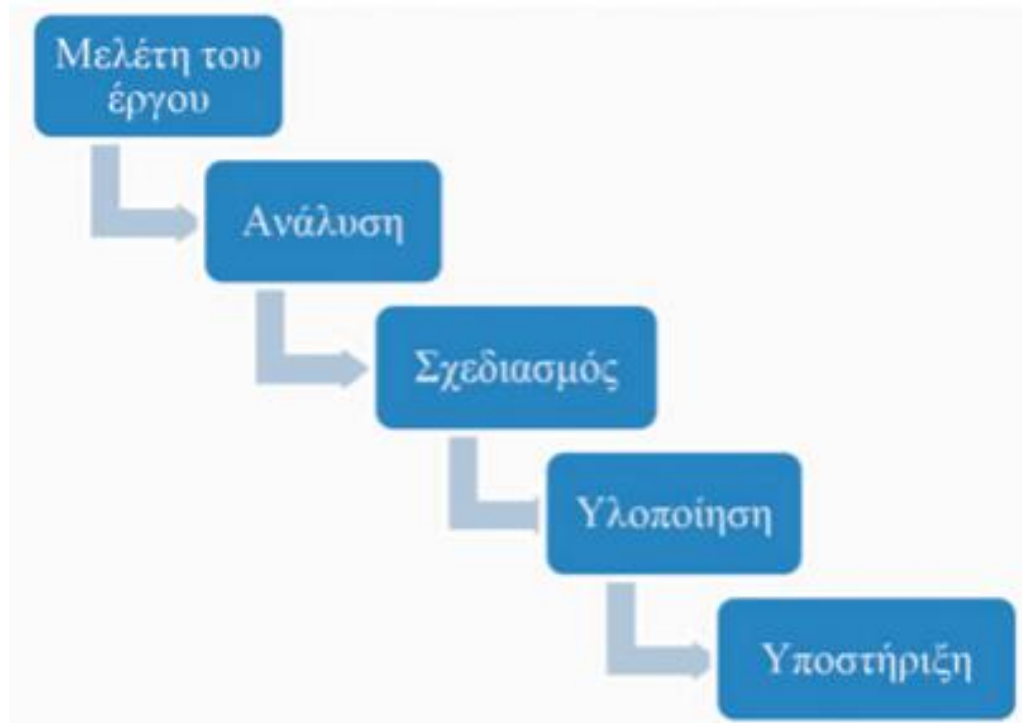 Μελέτη του
έργου
Ανάλυση
Σχεδιασμός
Υλοποίηση
Υποστήριξη